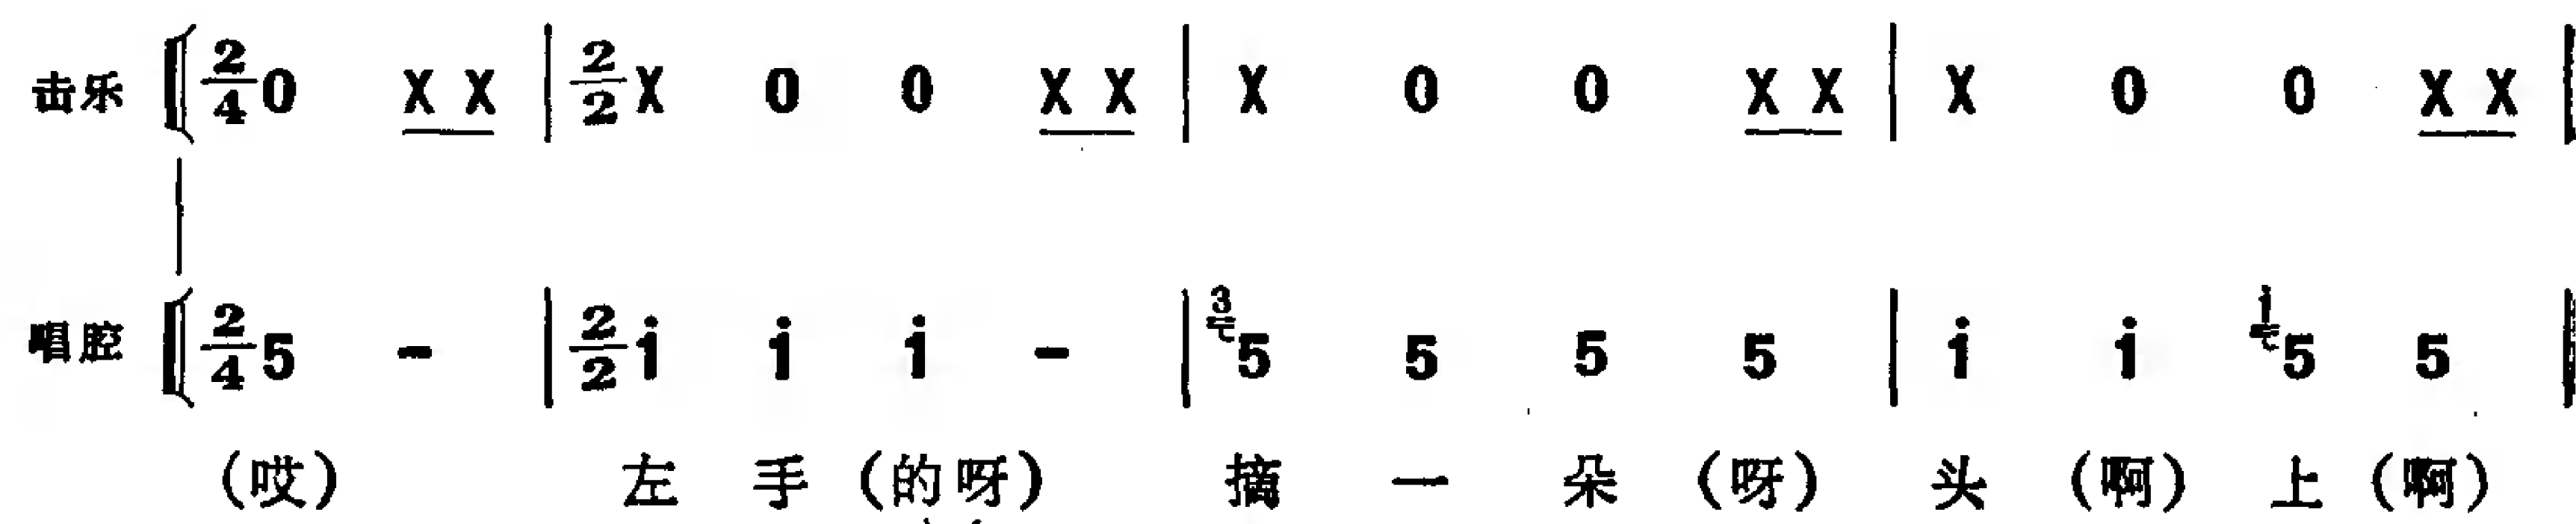 击乐 2/4 0 X X | 2/2 X 0 0 X X | X 0 0 X X | X 0 0 X X
唱腔 2/4 5 - | 2/2 i i i - | 3 5 5 5 5 | i i i 5 5
(哎) 左 手 (的 呀) 摘 一 朵 (呀) 头 (啊) 上 (啊)